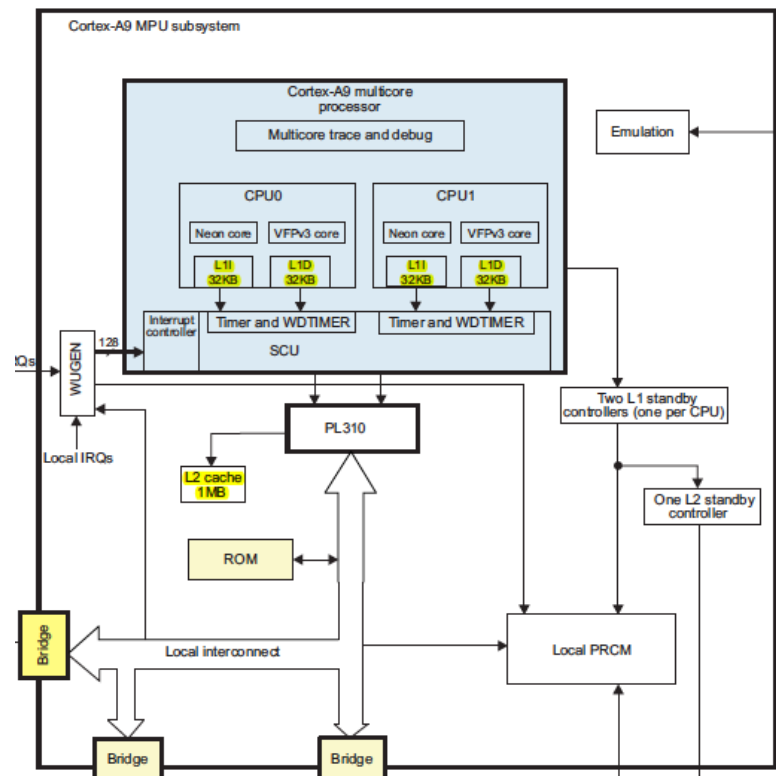 Cortex-A9 MPU subsystem
Cortex-A9 multicore
processor
Multicore trace and debug
Emulation
CPU0
CPU1
Neon core
VFPv3 core
Neon core
VFPv3 core
L1I
32KB
L1D
32KB
L1I
32KB
L1D
32KB
Interrupt
controller
Timer and WDTIMER
Timer and WDTIMER
SCU
128
WUGEN
Local IRQs
PL310
Two L1 standby
controllers (one per CPU)
L2 cache
1MB
One L2 standby
controller
ROM
Bridge
Local interconnect
Local PRCM
Bridge
Bridge